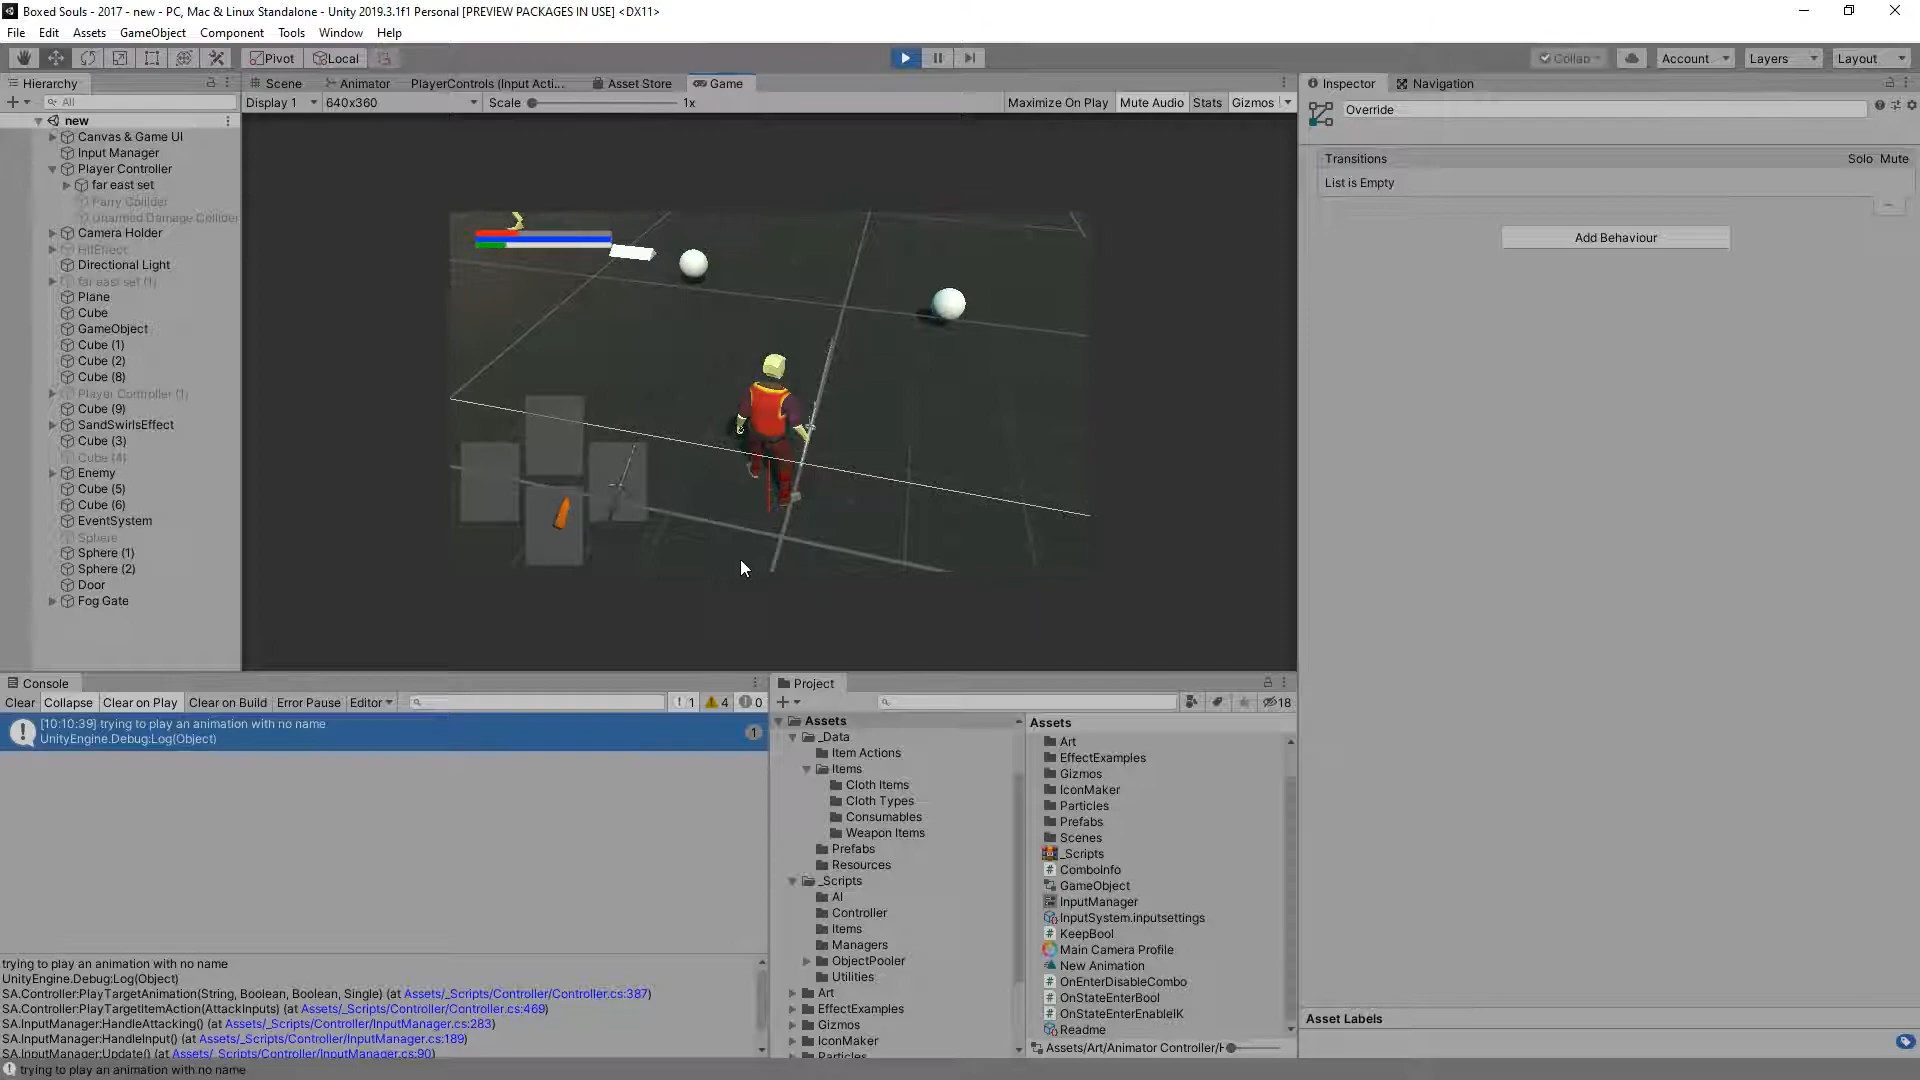 Boxed Souls - 2017 - new - PC, Mac & Linux Standalone - Unity 2019.3.1f1 Personal [PREVIEW PACKAGES IN USE] <DX11>
File Edit Assets GameObject Component Tools Window Help
Pivot Local Collab Account Layers Layout
Hierarchy
All
new
Canvas & Game UI
Input Manager
Player Controller
far east set
Parry Collider
Unarmed Damage Collider
Camera Holder
HitEffect
Directional Light
far east set (1)
Plane
Cube
GameObject
Cube (1)
Cube (2)
Cube (8)
Player Controller (1)
Cube (9)
SandSwirlsEffect
Cube (3)
Cube (4)
Enemy
Cube (5)
Cube (6)
EventSystem
Sphere
Sphere (1)
Sphere (2)
Door
Fog Gate
Scene Animator PlayerControls (Input Acti... Asset Store Game
Display 1 640x360 Scale 1x Maximize On Play Mute Audio Stats Gizmos
Inspector Navigation
Override
Transitions Solo Mute
List is Empty
Add Behaviour
Asset Labels
Console
Clear Collapse Clear on Play Clear on Build Error Pause Editor 1 4 0
[10:10:39] trying to play an animation with no name
UnityEngine.Debug:Log(Object)
1
trying to play an animation with no name
UnityEngine.Debug:Log(Object)
SA.Controller:PlayTargetAnimation(String, Boolean, Boolean, Single) (at Assets/_Scripts/Controller/Controller.cs:387)
SA.Controller:PlayTargetItemAction(AttackInputs) (at Assets/_Scripts/Controller/Controller.cs:469)
SA.InputManager:HandleAttacking() (at Assets/_Scripts/Controller/InputManager.cs:283)
SA.InputManager:HandleInput() (at Assets/_Scripts/Controller/InputManager.cs:189)
SA.InputManager:Update() (at Assets/_Scripts/Controller/InputManager.cs:90)
trying to play an animation with no name
Project
18
Assets
_Data
Item Actions
Items
Cloth Items
Cloth Types
Consumables
Weapon Items
Prefabs
Resources
_Scripts
AI
Controller
Items
Managers
ObjectPooler
Utilities
Art
EffectExamples
Gizmos
IconMaker
Particles
Assets
Art
EffectExamples
Gizmos
IconMaker
Particles
Prefabs
Scenes
_Scripts
ComboInfo
GameObject
InputManager
InputSystem.inputsettings
KeepBool
Main Camera Profile
New Animation
OnEnterDisableCombo
OnStateEnterBool
OnStateEnterEnableIK
Readme
Assets/Art/Animator Controller/